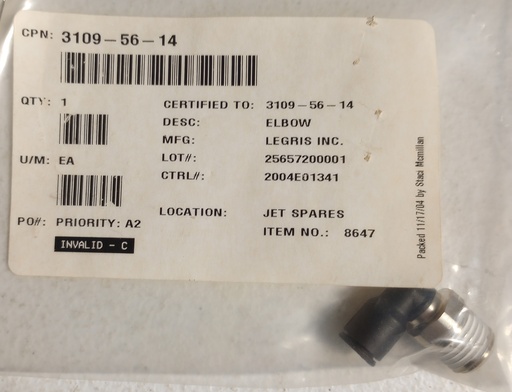 CPN: 3109-56-14
QTY: 1
CERTIFIED TO: 3109-56-14
DESC: ELBOW
MFG: LEGRIS INC.
U/M: EA
LOT#: 25657200001
CTRL#: 2004E01341
LOCATION: JET SPARES
PO#: PRIORITY: A2
ITEM NO.: 8647
INVALID - C
Packed 11/17/04 by Staci Mcmillan